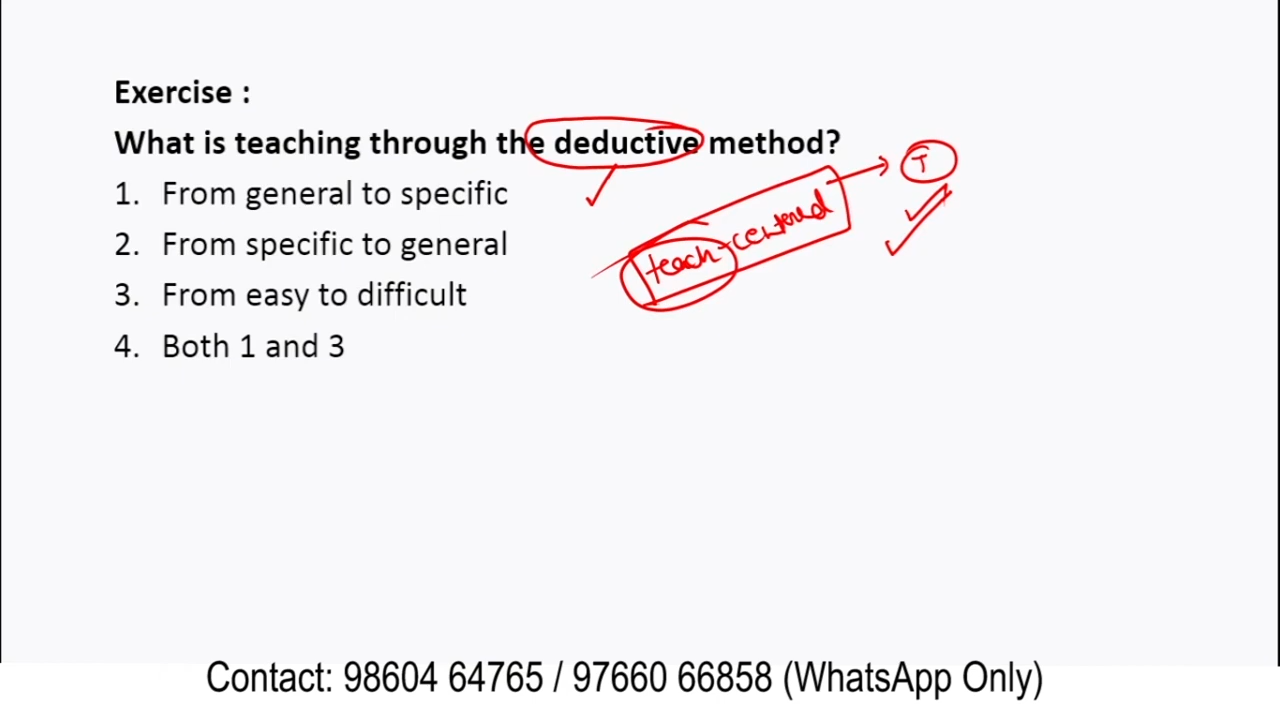 Exercise :
What is teaching through the deductive method?
1. From general to specific
2. From specific to general
3. From easy to difficult
4. Both 1 and 3
teach-centered
T
Contact: 98604 64765 / 97660 66858 (WhatsApp Only)